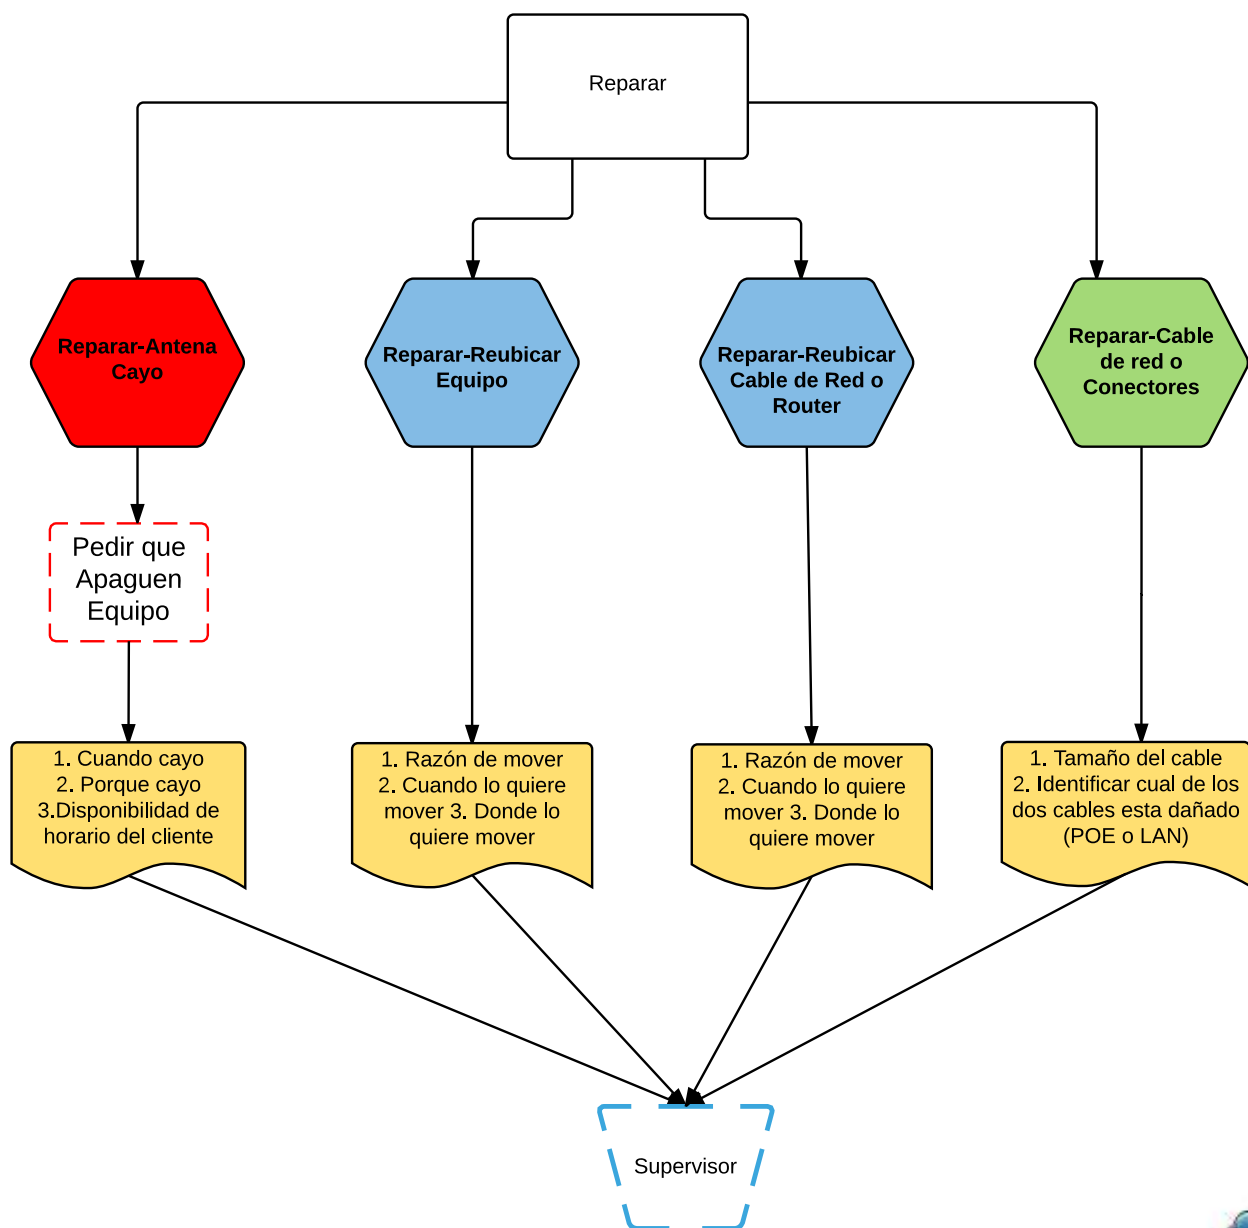 Reparar
Reparar-Antena
Cayo
Reparar-Reubicar
Equipo
Reparar-Reubicar
Cable de Red o
Router
Reparar-Cable
de red o
Conectores
Pedir que
Apaguen
Equipo
1. Cuando cayo
2. Porque cayo
3.Disponibilidad de
horario del cliente
1. Razón de mover
2. Cuando lo quiere
mover 3. Donde lo
quiere mover
1. Razón de mover
2. Cuando lo quiere
mover 3. Donde lo
quiere mover
1. Tamaño del cable
2. Identificar cual de los
dos cables esta dañado
(POE o LAN)
Supervisor